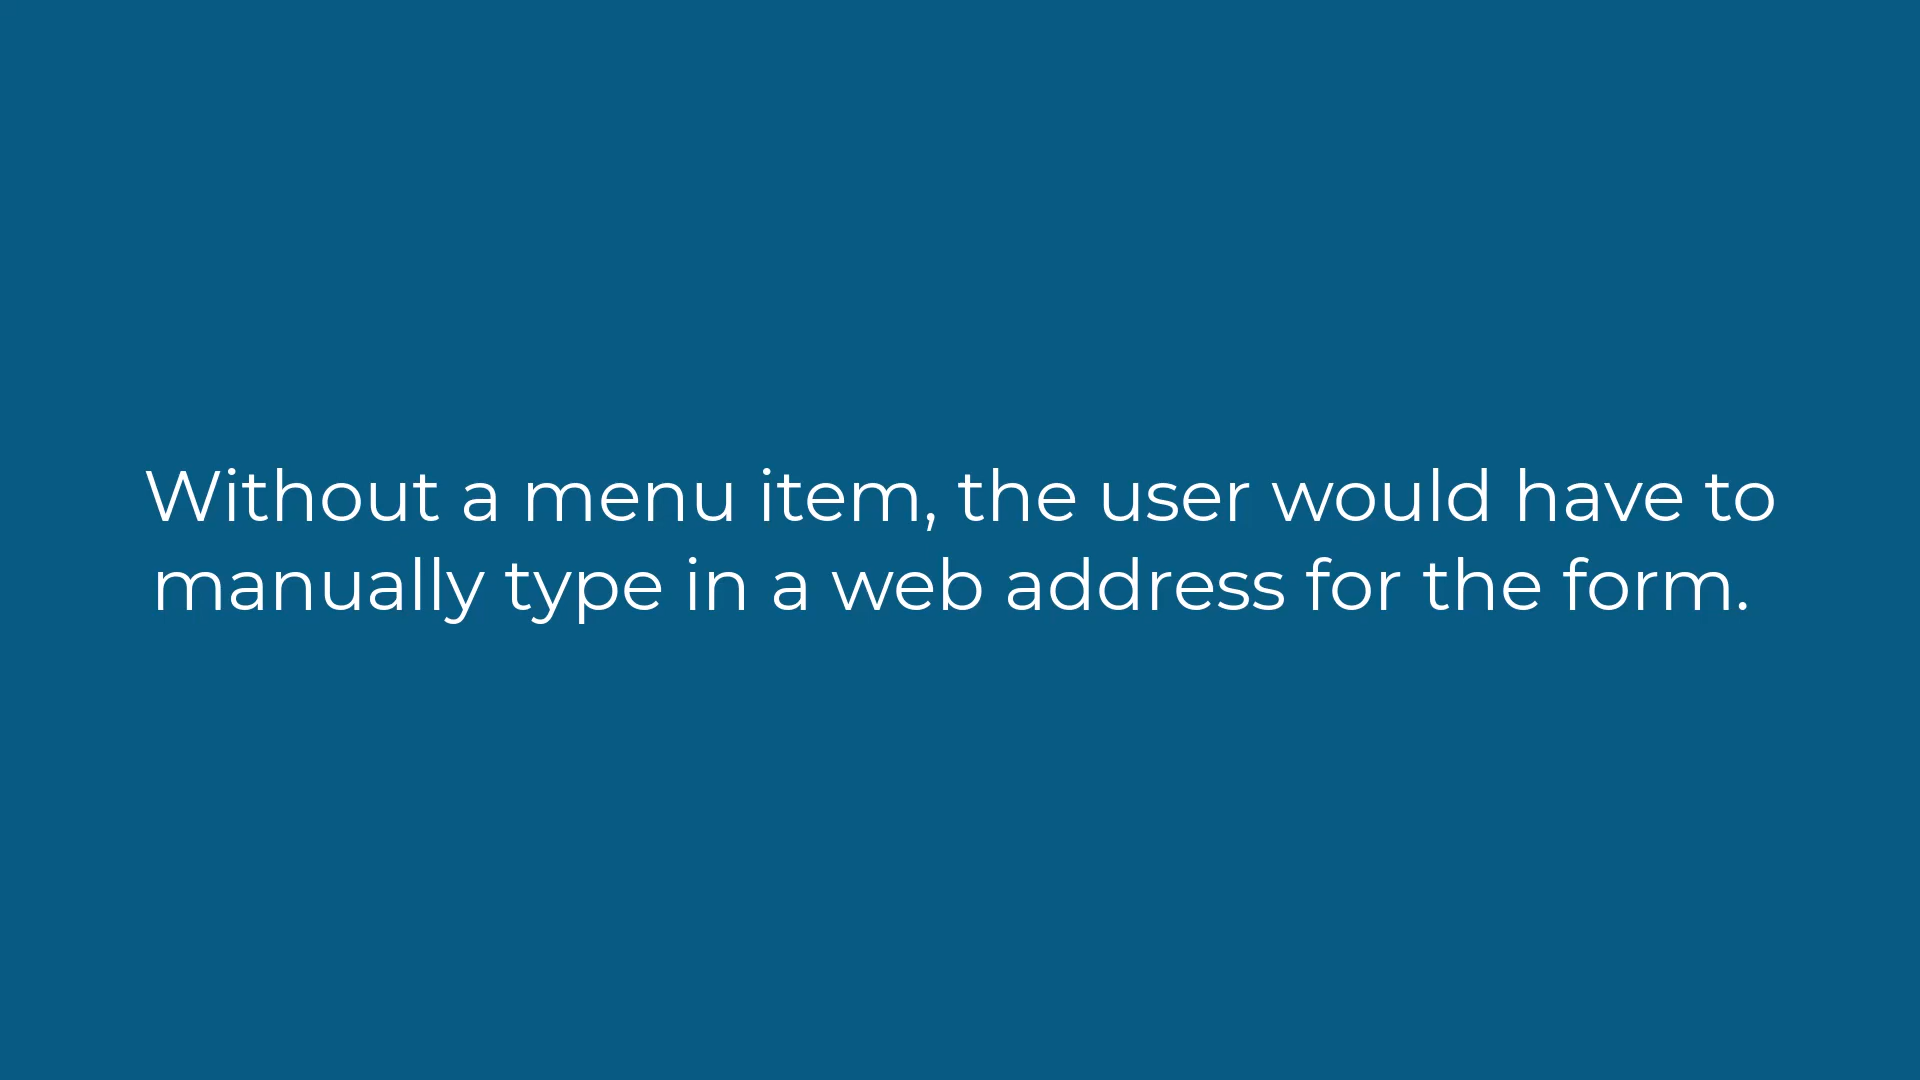 Without a menu item, the user would have to
manually type in a web address for the form.